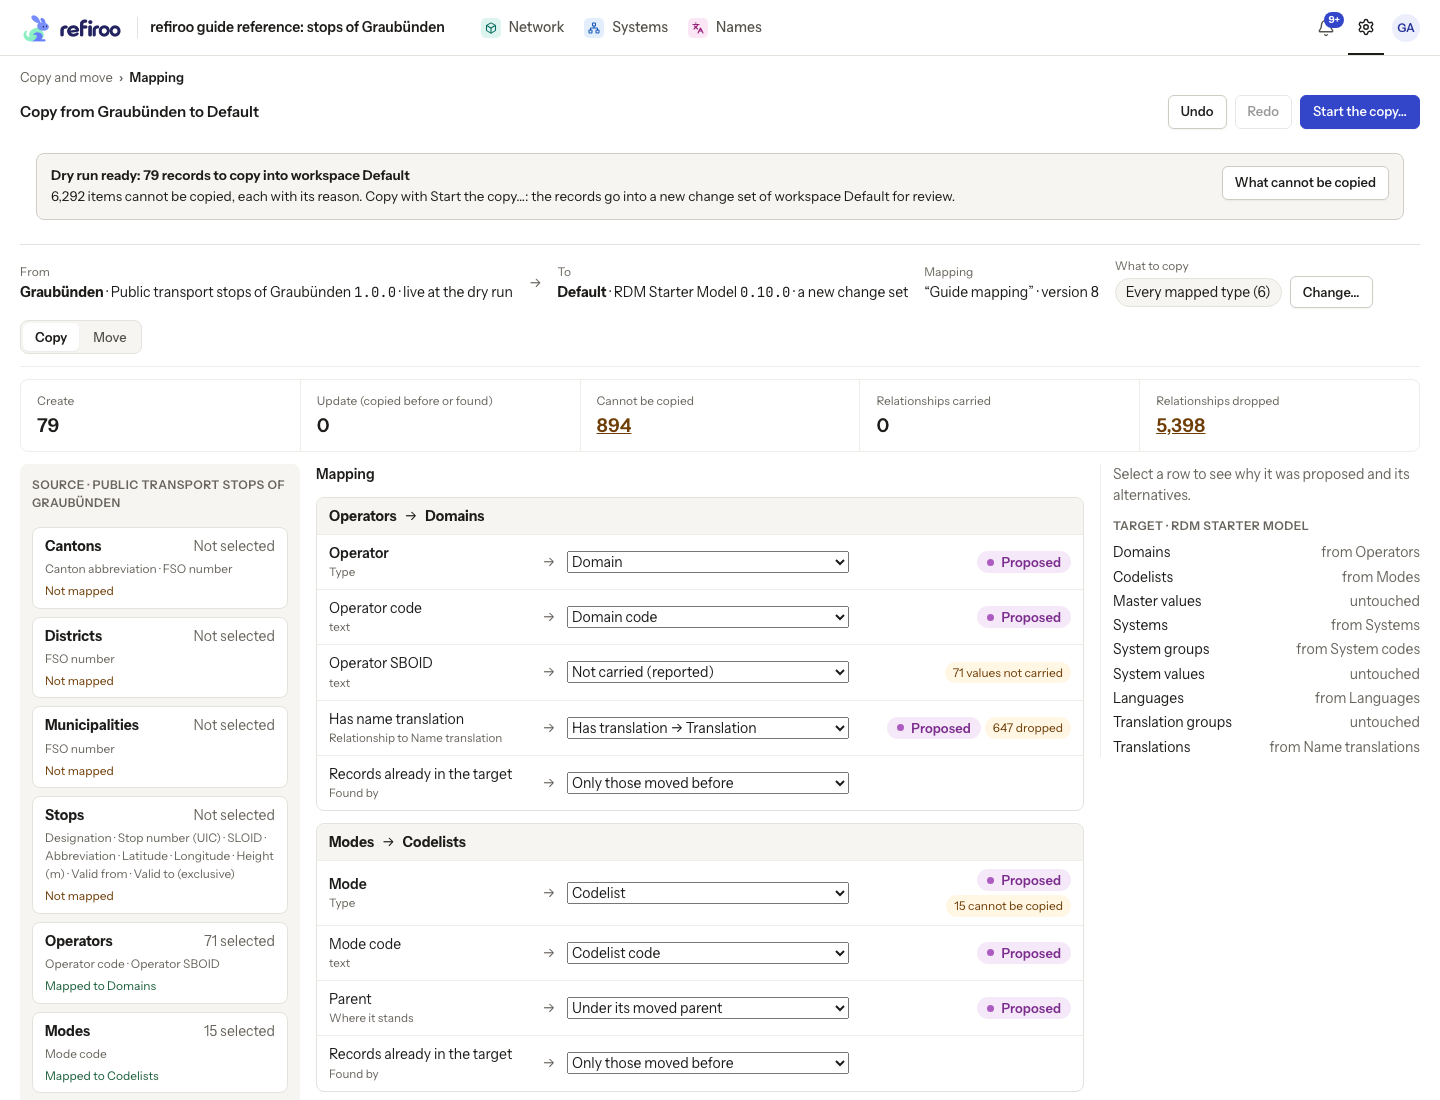 refiroo
refiroo guide reference: stops of Graubünden
Network
Systems
Names
9+
GA
Copy and move › Mapping
Copy from Graubünden to Default
Undo
Redo
Start the copy...
Dry run ready: 79 records to copy into workspace Default
6,292 items cannot be copied, each with its reason. Copy with Start the copy...: the records go into a new change set of workspace Default for review.
What cannot be copied
From
Graubünden · Public transport stops of Graubünden 1.0.0 · live at the dry run
→
To
Default · RDM Starter Model 0.10.0 · a new change set
Mapping
“Guide mapping” · version 8
What to copy
Every mapped type (6)
Change...
Copy
Move
Create
79
Update (copied before or found)
0
Cannot be copied
894
Relationships carried
0
Relationships dropped
5,398
SOURCE · PUBLIC TRANSPORT STOPS OF
GRAUBÜNDEN
Cantons
Not selected
Canton abbreviation · FSO number
Not mapped
Districts
Not selected
FSO number
Not mapped
Municipalities
Not selected
FSO number
Not mapped
Stops
Not selected
Designation · Stop number (UIC) · SLOID ·
Abbreviation · Latitude · Longitude · Height
(m) · Valid from · Valid to (exclusive)
Not mapped
Operators
71 selected
Operator code · Operator SBOID
Mapped to Domains
Modes
15 selected
Mode code
Mapped to Codelists
Mapping
Operators → Domains
Operator
Type
→
Domain
Proposed
Operator code
text
→
Domain code
Proposed
Operator SBOID
text
→
Not carried (reported)
71 values not carried
Has name translation
Relationship to Name translation
→
Has translation → Translation
Proposed
647 dropped
Records already in the target
Found by
→
Only those moved before
Modes → Codelists
Mode
Type
→
Codelist
Proposed
15 cannot be copied
Mode code
text
→
Codelist code
Proposed
Parent
Where it stands
→
Under its moved parent
Proposed
Records already in the target
Found by
→
Only those moved before
Select a row to see why it was proposed and its
alternatives.
TARGET · RDM STARTER MODEL
Domains
from Operators
Codelists
from Modes
Master values
untouched
Systems
from Systems
System groups
from System codes
System values
untouched
Languages
from Languages
Translation groups
untouched
Translations
from Name translations